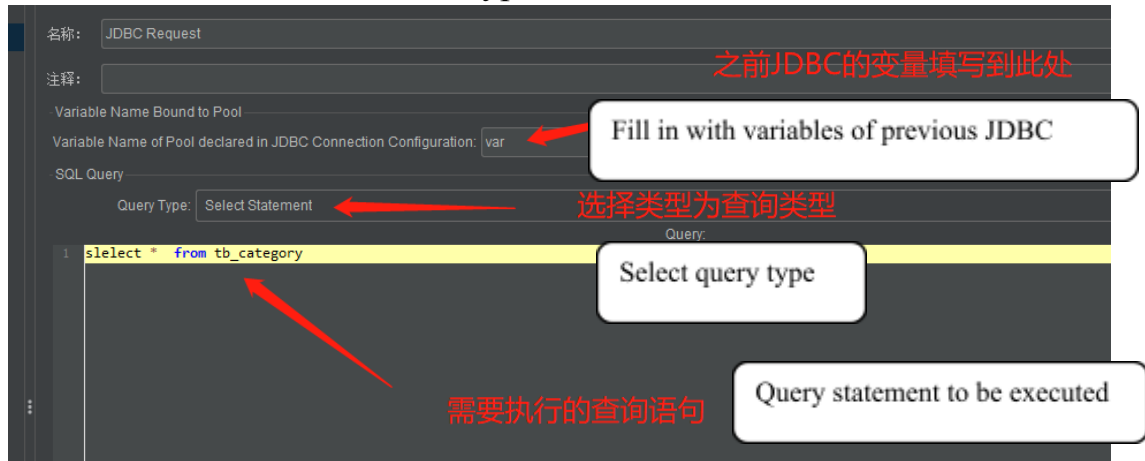 名称: JDBC Request
之前JDBC的变量填写到此处
注释:
Variable Name Bound to Pool
Variable Name of Pool declared in JDBC Connection Configuration: var
Fill in with variables of previous JDBC
SQL Query
Query Type: Select Statement
选择类型为查询类型
Query:
1 slelect * from tb_category
Select query type
需要执行的查询语句
Query statement to be executed